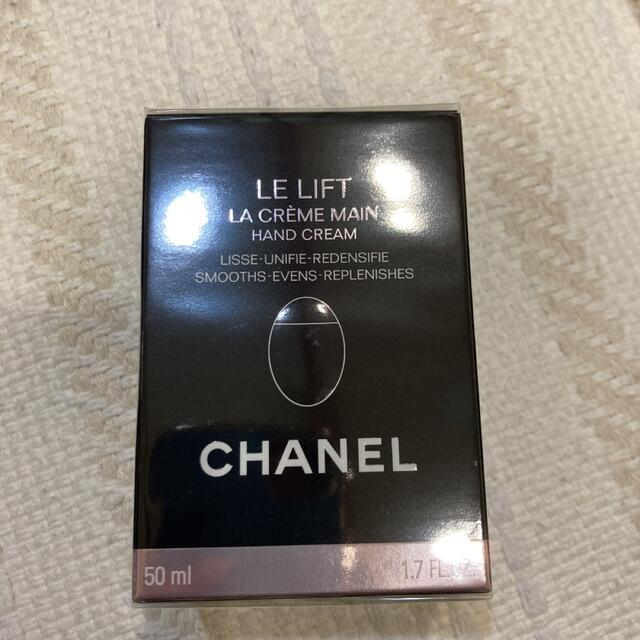 LE LIFT
LA CRÈME MAIN
HAND CREAM
LISSE-UNIFIE-REDENSIFIE
SMOOTHS-EVENS-REPLENISHES
CHANEL
50 ml 1.7 FL.